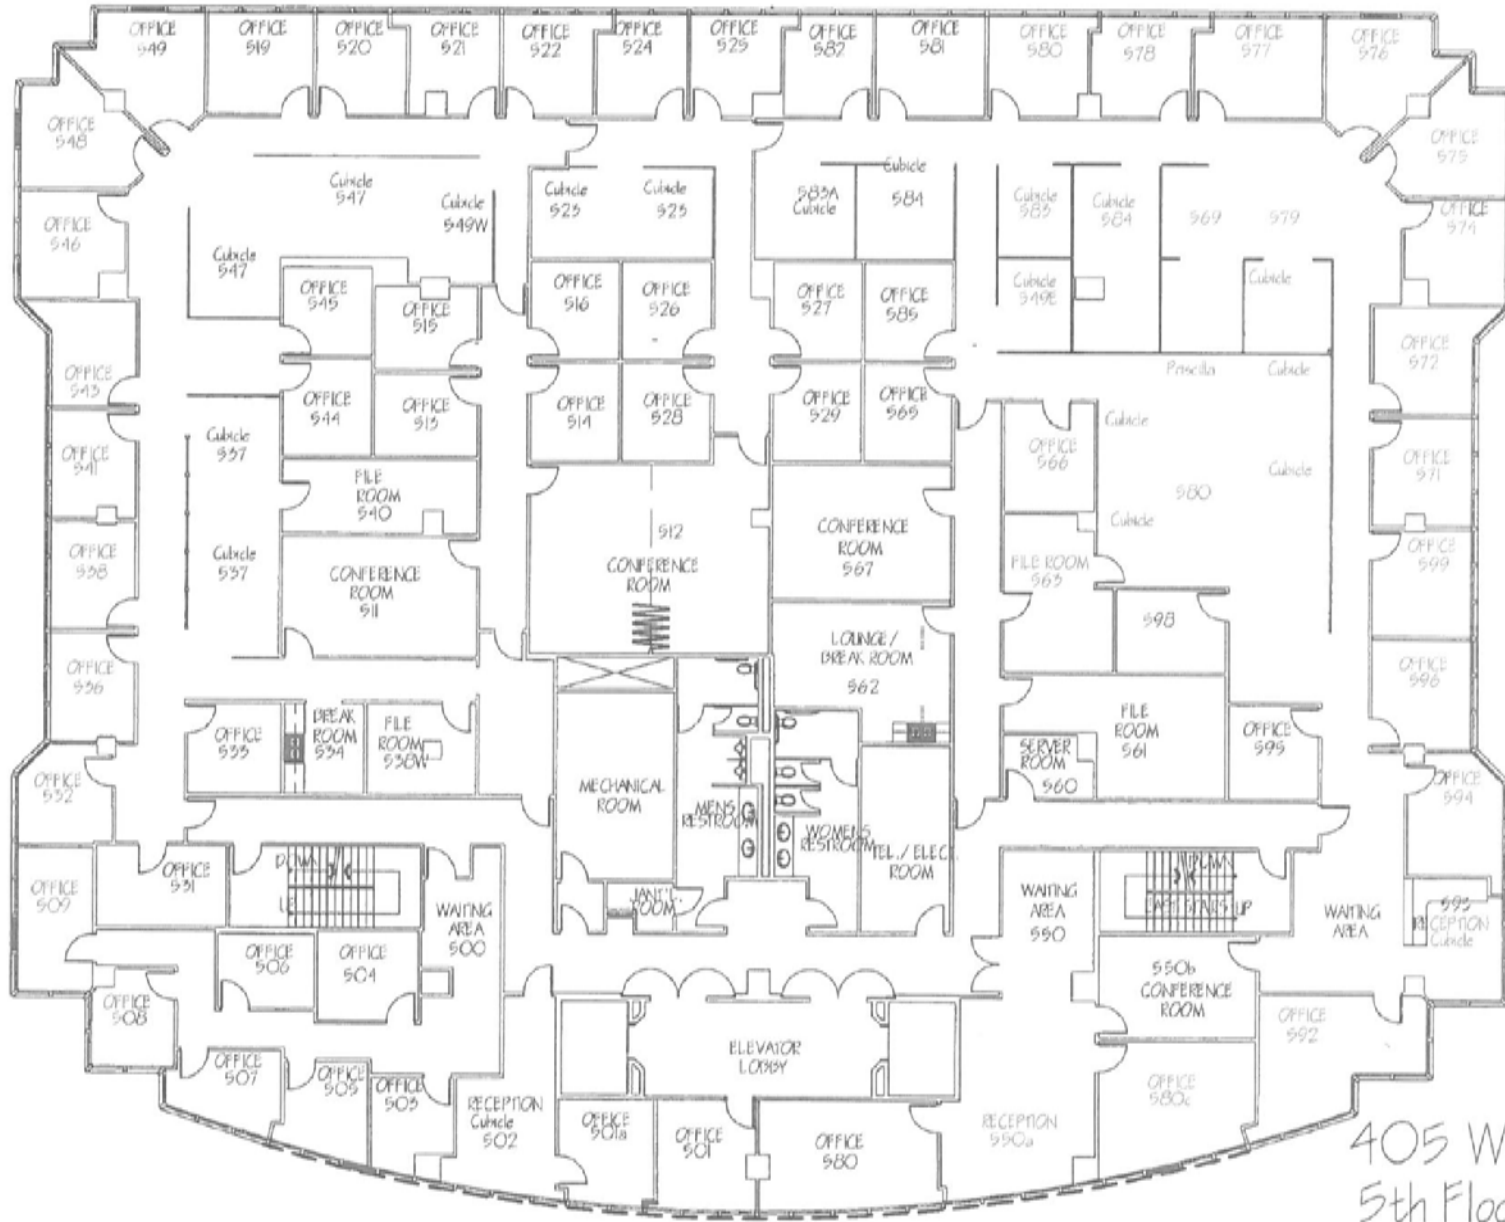 OFFICE
549
OFFICE
519
OFFICE
520
OFFICE
521
OFFICE
522
OFFICE
524
OFFICE
525
OFFICE
582
OFFICE
581
OFFICE
580
OFFICE
578
OFFICE
577
OFFICE
576
OFFICE
548
OFFICE
575
Cubicle
547
Cubicle
549W
Cubicle
523
Cubicle
523
583A
Cubicle
Cubicle
584
Cubicle
583
Cubicle
584
569
579
OFFICE
574
OFFICE
546
Cubicle
547
OFFICE
545
OFFICE
515
OFFICE
516
OFFICE
526
OFFICE
527
OFFICE
585
Cubicle
549E
Cubicle
OFFICE
543
OFFICE
544
OFFICE
513
OFFICE
514
OFFICE
528
OFFICE
529
OFFICE
565
Priscilla
Cubicle
OFFICE
572
OFFICE
541
Cubicle
537
FILE
ROOM
540
OFFICE
566
Cubicle
Cubicle
580
Cubicle
OFFICE
571
OFFICE
538
Cubicle
537
CONFERENCE
ROOM
511
512
CONFERENCE
ROOM
CONFERENCE
ROOM
567
FILE ROOM
563
OFFICE
599
OFFICE
536
LOUNGE /
BREAK ROOM
562
598
OFFICE
596
OFFICE
533
BREAK
ROOM
534
FILE
ROOM
538W
FILE
ROOM
561
SERVER
ROOM
560
OFFICE
595
OFFICE
532
MECHANICAL
ROOM
MENS
RESTROOM
WOMENS
RESTROOM
TEL./ ELEC.
ROOM
OFFICE
594
OFFICE
509
OFFICE
531
DOWN
WAITING
AREA
500
JANIT.
ROOM
WAITING
AREA
550
DOWN
EAST STAIRS UP
WAITING
AREA
593
RECEPTION
Cubicle
OFFICE
506
OFFICE
504
550b
CONFERENCE
ROOM
OFFICE
508
OFFICE
592
ELEVATOR
LOBBY
OFFICE
507
OFFICE
505
OFFICE
503
RECEPTION
Cubicle
502
OFFICE
501a
OFFICE
501
OFFICE
580
RECEPTION
550a
OFFICE
580c
405 W
5th Floo